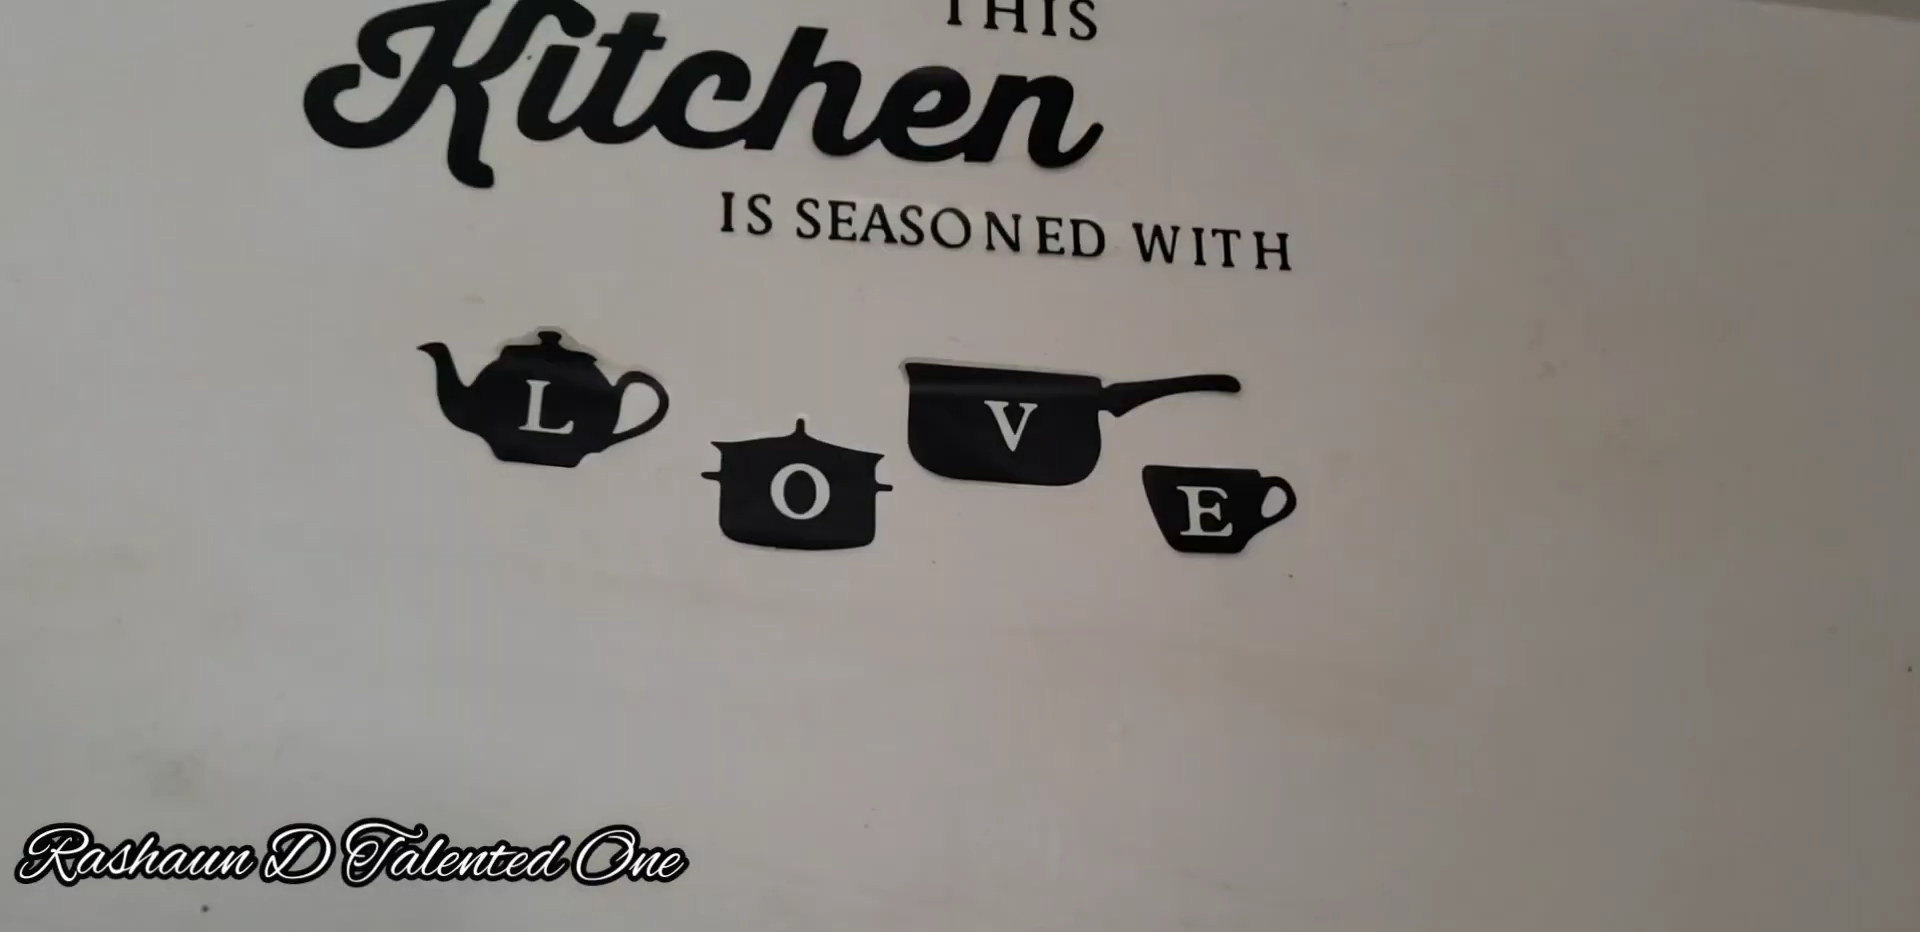 THIS
Kitchen
IS SEASONED WITH
L O V E
Rashaun D Talented One